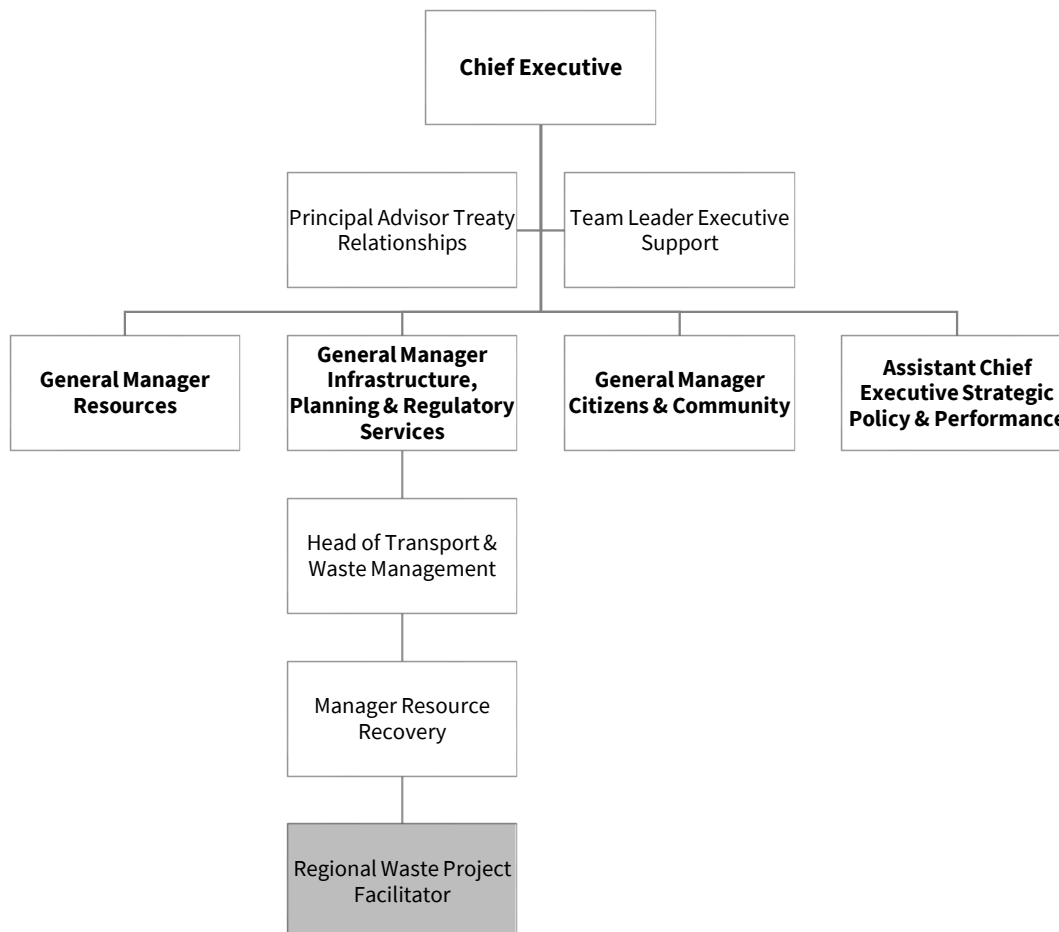 Chief Executive
Principal Advisor Treaty
Relationships
Team Leader Executive
Support
General Manager
Resources
General Manager
Infrastructure,
Planning & Regulatory
Services
General Manager
Citizens & Community
Assistant Chief
Executive Strategic
Policy & Performance
Head of Transport &
Waste Management
Manager Resource
Recovery
Regional Waste Project
Facilitator